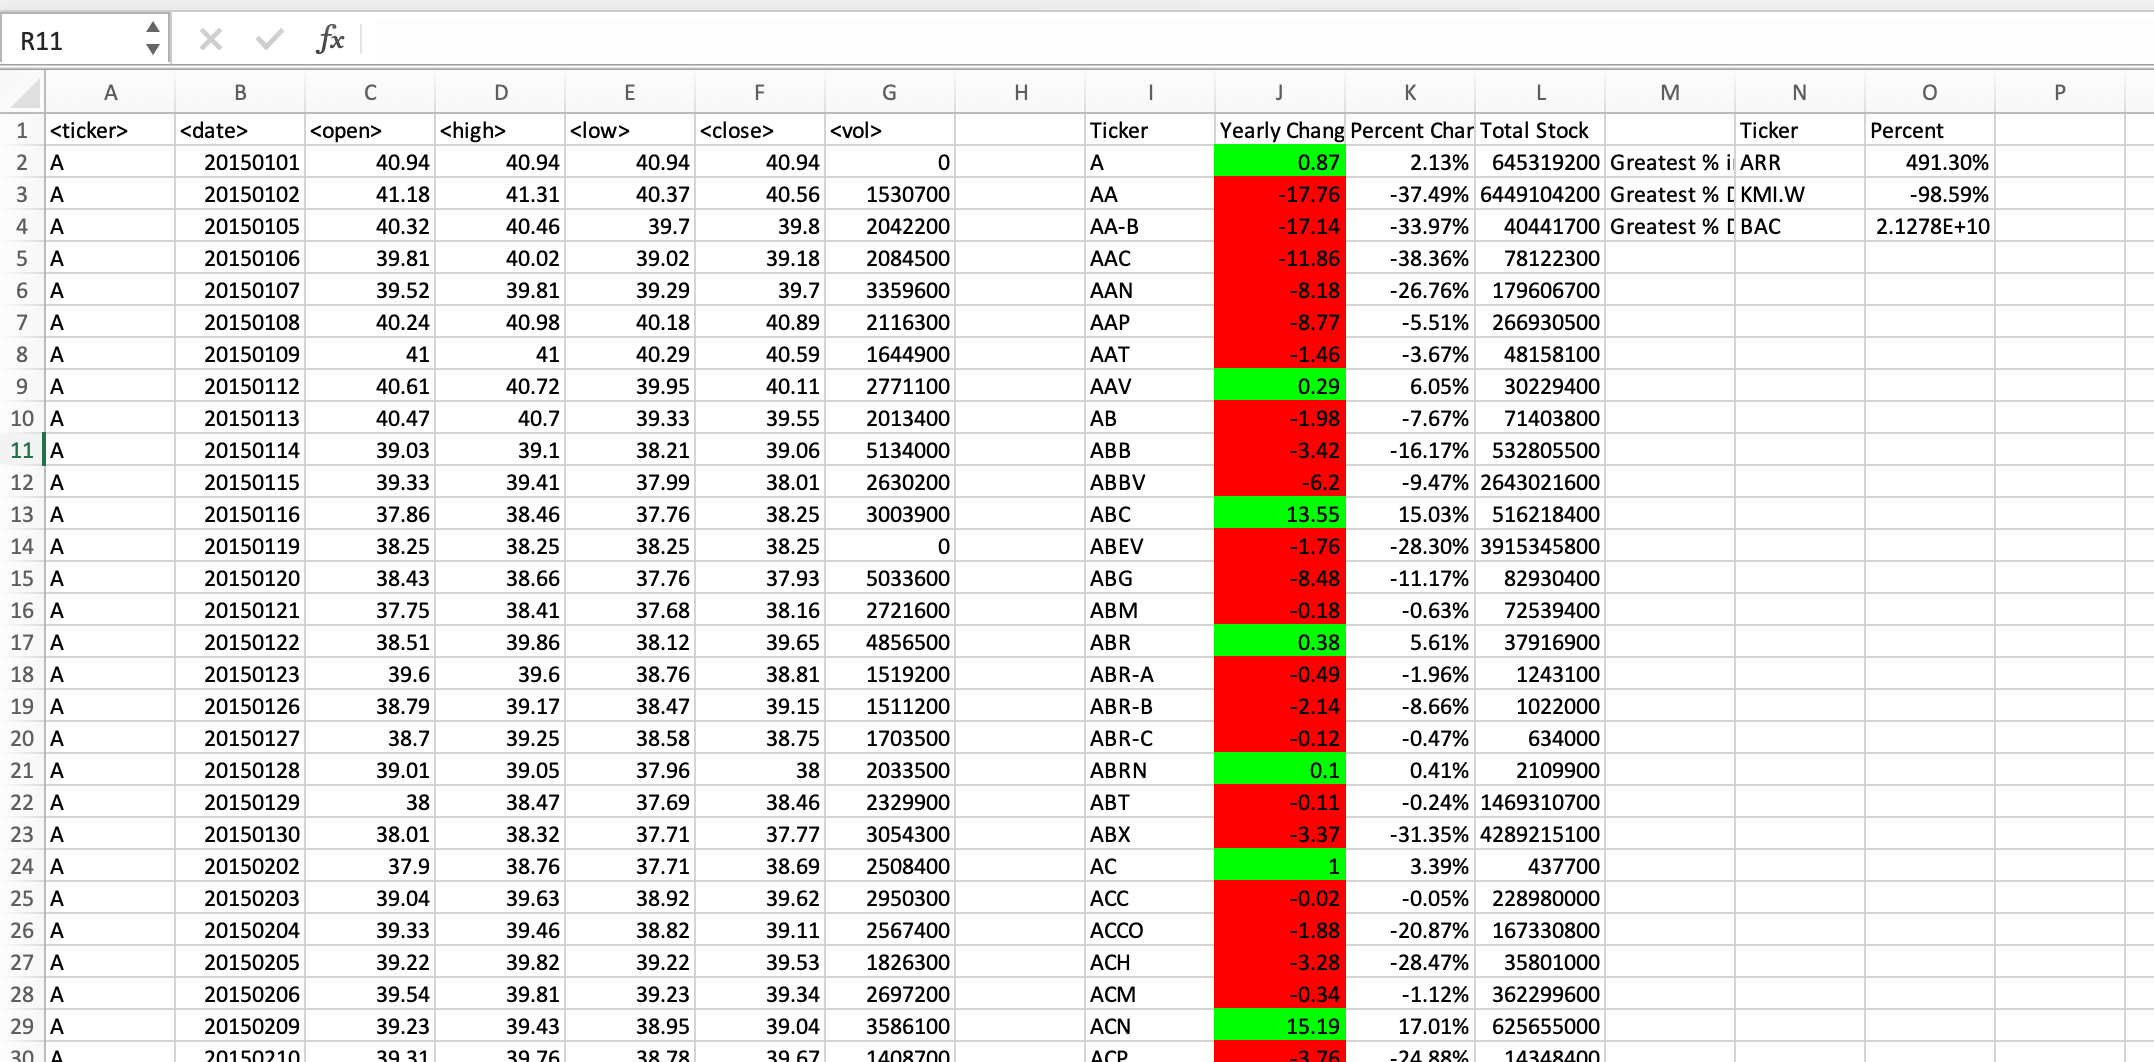 R11 fx
A B C D E F G H I J K L M N O P
1 <ticker> <date> <open> <high> <low> <close> <vol> Ticker Yearly Chang Percent Char Total Stock Ticker Percent
2 A 20150101 40.94 40.94 40.94 40.94 0 A 0.87 2.13% 645319200 Greatest % i ARR 491.30%
3 A 20150102 41.18 41.31 40.37 40.56 1530700 AA -17.76 -37.49% 6449104200 Greatest % D KMI.W -98.59%
4 A 20150105 40.32 40.46 39.7 39.8 2042200 AA-B -17.14 -33.97% 40441700 Greatest % D BAC 2.1278E+10
5 A 20150106 39.81 40.02 39.02 39.18 2084500 AAC -11.86 -38.36% 78122300
6 A 20150107 39.52 39.81 39.29 39.7 3359600 AAN -8.18 -26.76% 179606700
7 A 20150108 40.24 40.98 40.18 40.89 2116300 AAP -8.77 -5.51% 266930500
8 A 20150109 41 41 40.29 40.59 1644900 AAT -1.46 -3.67% 48158100
9 A 20150112 40.61 40.72 39.95 40.11 2771100 AAV 0.29 6.05% 30229400
10 A 20150113 40.47 40.7 39.33 39.55 2013400 AB -1.98 -7.67% 71403800
11 A 20150114 39.03 39.1 38.21 39.06 5134000 ABB -3.42 -16.17% 532805500
12 A 20150115 39.33 39.41 37.99 38.01 2630200 ABBV -6.2 -9.47% 2643021600
13 A 20150116 37.86 38.46 37.76 38.25 3003900 ABC 13.55 15.03% 516218400
14 A 20150119 38.25 38.25 38.25 38.25 0 ABEV -1.76 -28.30% 3915345800
15 A 20150120 38.43 38.66 37.76 37.93 5033600 ABG -8.48 -11.17% 82930400
16 A 20150121 37.75 38.41 37.68 38.16 2721600 ABM -0.18 -0.63% 72539400
17 A 20150122 38.51 39.86 38.12 39.65 4856500 ABR 0.38 5.61% 37916900
18 A 20150123 39.6 39.6 38.76 38.81 1519200 ABR-A -0.49 -1.96% 1243100
19 A 20150126 38.79 39.17 38.47 39.15 1511200 ABR-B -2.14 -8.66% 1022000
20 A 20150127 38.7 39.25 38.58 38.75 1703500 ABR-C -0.12 -0.47% 634000
21 A 20150128 39.01 39.05 37.96 38 2033500 ABRN 0.1 0.41% 2109900
22 A 20150129 38 38.47 37.69 38.46 2329900 ABT -0.11 -0.24% 1469310700
23 A 20150130 38.01 38.32 37.71 37.77 3054300 ABX -3.37 -31.35% 4289215100
24 A 20150202 37.9 38.76 37.71 38.69 2508400 AC 1 3.39% 437700
25 A 20150203 39.04 39.63 38.92 39.62 2950300 ACC -0.02 -0.05% 228980000
26 A 20150204 39.33 39.46 38.82 39.11 2567400 ACCO -1.88 -20.87% 167330800
27 A 20150205 39.22 39.82 39.22 39.53 1826300 ACH -3.28 -28.47% 35801000
28 A 20150206 39.54 39.81 39.23 39.34 2697200 ACM -0.34 -1.12% 362299600
29 A 20150209 39.23 39.43 38.95 39.04 3586100 ACN 15.19 17.01% 625655000
30 A 20150210 39.31 39.76 38.78 39.67 1408700 ACP -3.76 -24.88% 14348400